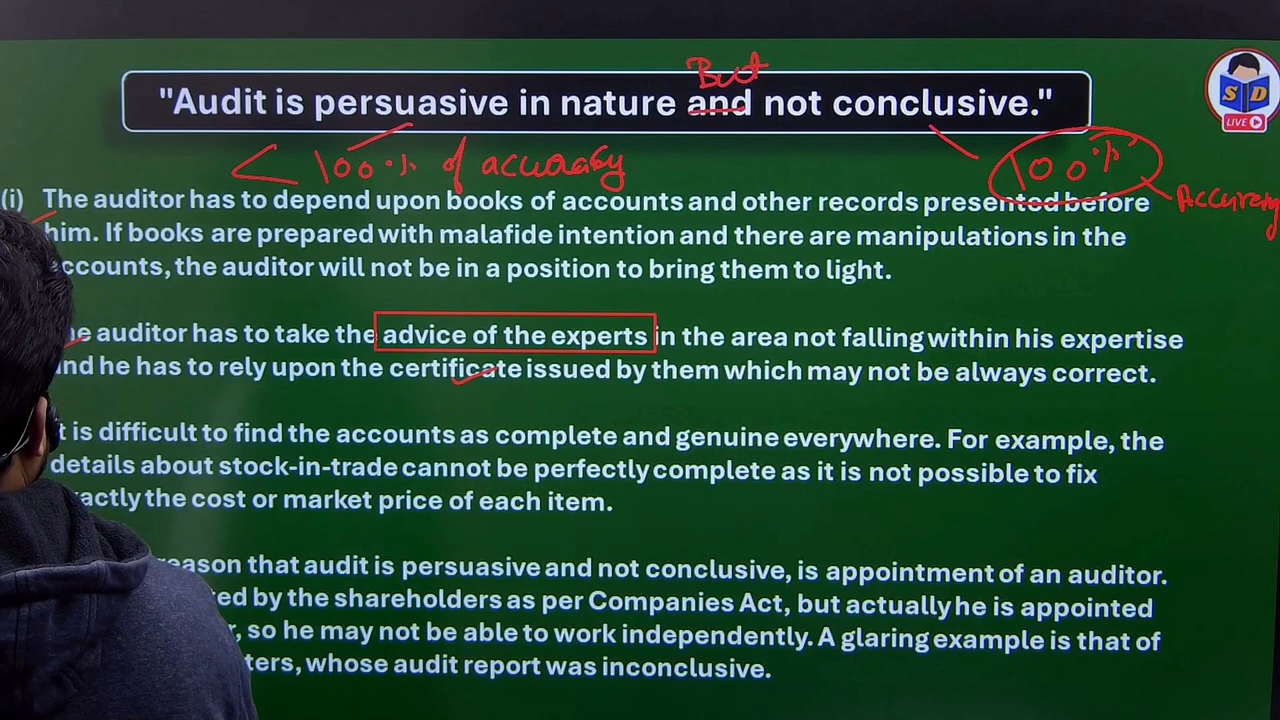 But
"Audit is persuasive in nature and not conclusive."
S D
LIVE
< 100% of accuracy
100%
Accuracy
(i) The auditor has to depend upon books of accounts and other records presented before
him. If books are prepared with malafide intention and there are manipulations in the
ccounts, the auditor will not be in a position to bring them to light.
he auditor has to take the advice of the experts in the area not falling within his expertise
nd he has to rely upon the certificate issued by them which may not be always correct.
t is difficult to find the accounts as complete and genuine everywhere. For example, the
details about stock-in-trade cannot be perfectly complete as it is not possible to fix
actly the cost or market price of each item.
reason that audit is persuasive and not conclusive, is appointment of an auditor.
ed by the shareholders as per Companies Act, but actually he is appointed
r, so he may not be able to work independently. A glaring example is that of
ters, whose audit report was inconclusive.